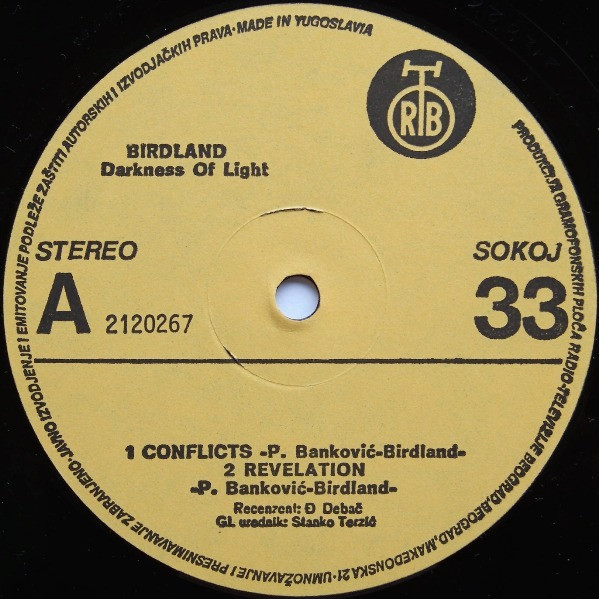 UMNOŽAVANJE I PRESNIMAVANJE ZABRANJENO·JAVNO IZVODJENJE I EMITOVANJE PODLEŽE ZAŠTITI AUTORSKIH I IZVODJAČKIH PRAVA·MADE IN YUGOSLAVIA
RTB
PRODUKCIJA GRAMOFONSKIH PLOČA RADIO-TELEVIZIJE BEOGRAD, BEOGRAD, MAKEDONSKA 21·
BIRDLAND
Darkness Of Light
STEREO
SOKOJ
A 2120267
33
1 CONFLICTS -P. Banković-Birdland-
2 REVELATION
-P. Banković-Birdland-
Recenzent: Đ Debač
Gl. urednik: Stanko Terzić